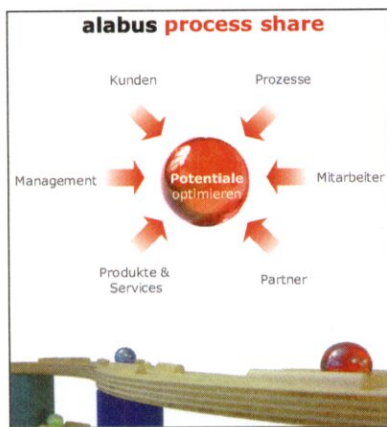 alabus process share
Kunden
Prozesse
Management
Potentiale
optimieren
Mitarbeiter
Produkte &
Services
Partner